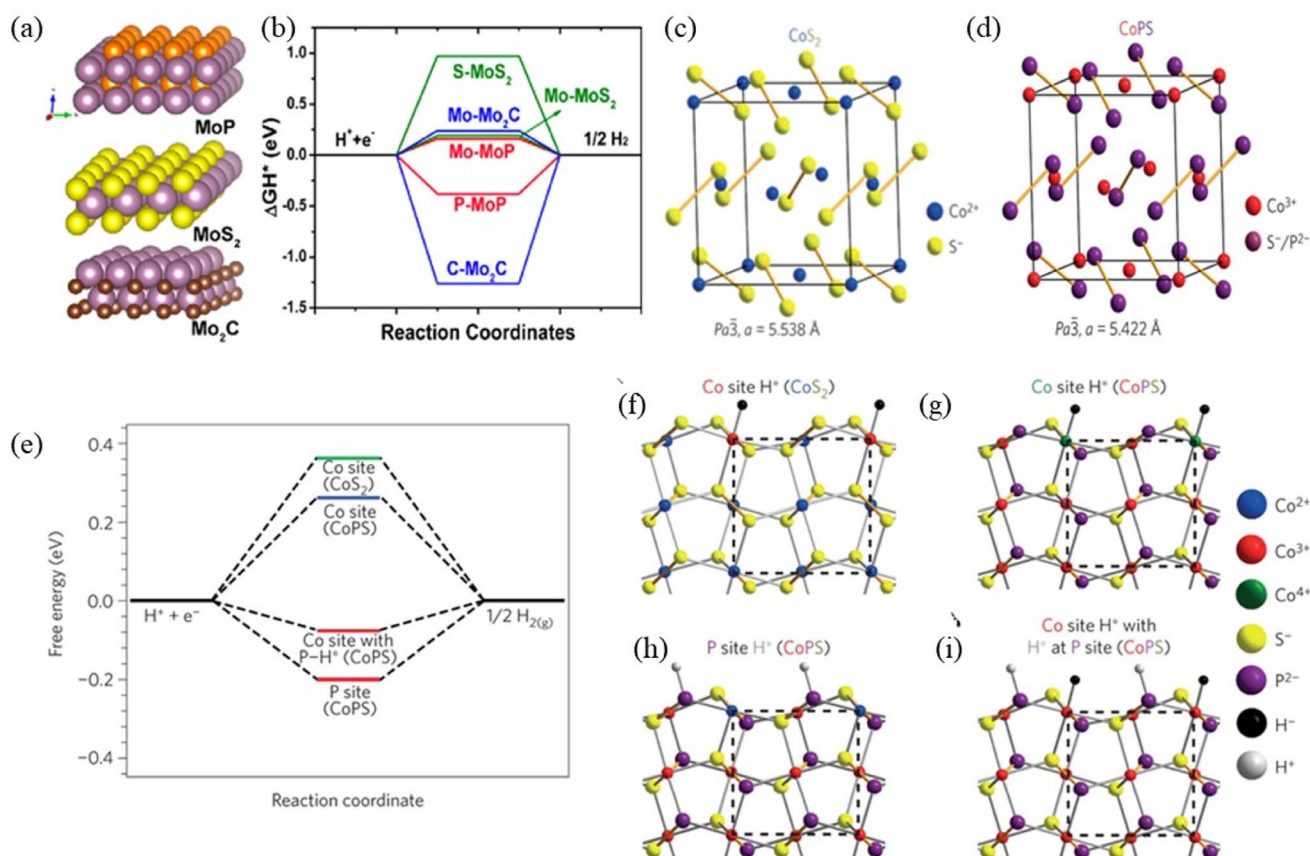 (a)
MoP
MoS₂
Mo₂C
(b)
ΔGH* (eV)
1.0
0.5
0.0
-0.5
-1.0
-1.5
S-MoS₂
Mo-MoS₂
Mo-Mo₂C
H⁺+e⁻
1/2 H₂
Mo-MoP
P-MoP
C-Mo₂C
Reaction Coordinates
(c)
CoS₂
Co²⁺
S⁻
Pa3̄, a = 5.538 Å
(d)
CoPS
Co³⁺
S⁻/P²⁻
Pa3̄, a = 5.422 Å
(e)
Free energy (eV)
0.4
0.2
0.0
−0.2
−0.4
Co site
(CoS₂)
Co site
(CoPS)
H⁺ + e⁻
1/2 H₂(g)
Co site with
P–H* (CoPS)
P site
(CoPS)
Reaction coordinate
(f)
Co site H* (CoS₂)
(g)
Co site H* (CoPS)
(h)
P site H* (CoPS)
(i)
Co site H* with
H* at P site (CoPS)
Co²⁺
Co³⁺
Co⁴⁺
S⁻
P²⁻
H⁻
H⁺